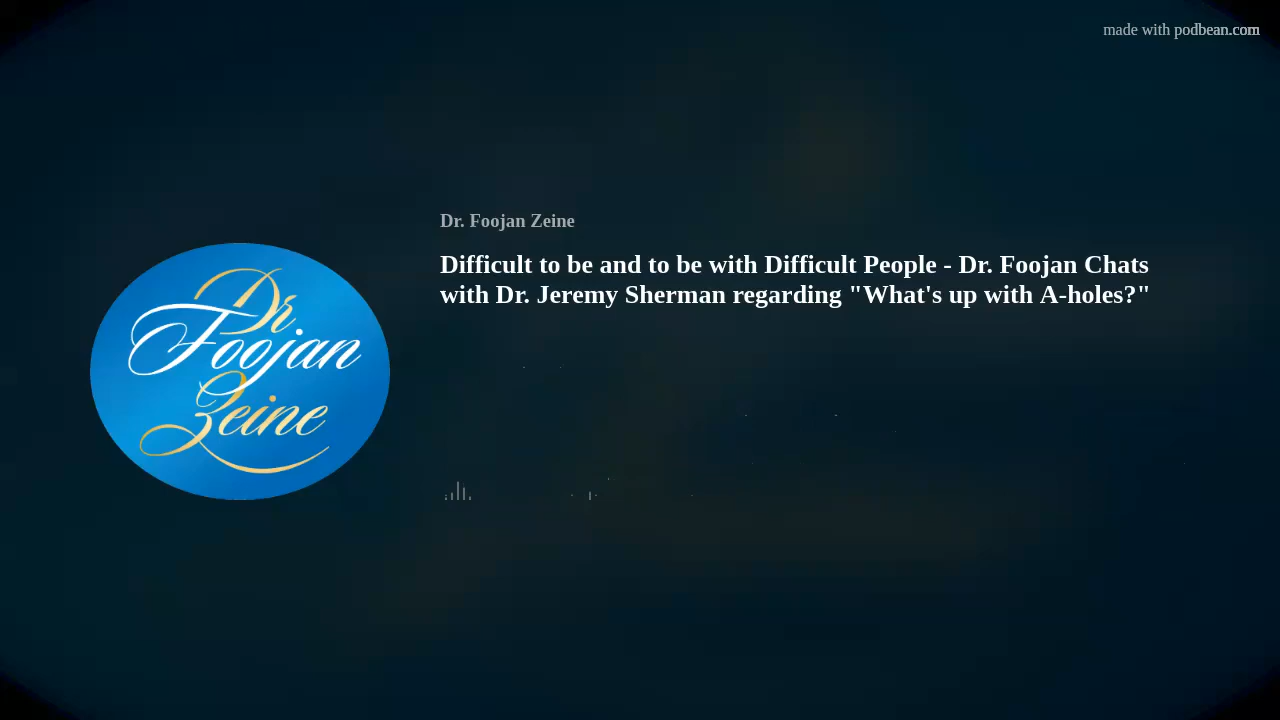 made with podbean.com
Dr. Foojan Zeine
Difficult to be and to be with Difficult People - Dr. Foojan Chats
with Dr. Jeremy Sherman regarding "What's up with A-holes?"
Dr
Foojan
Zeine